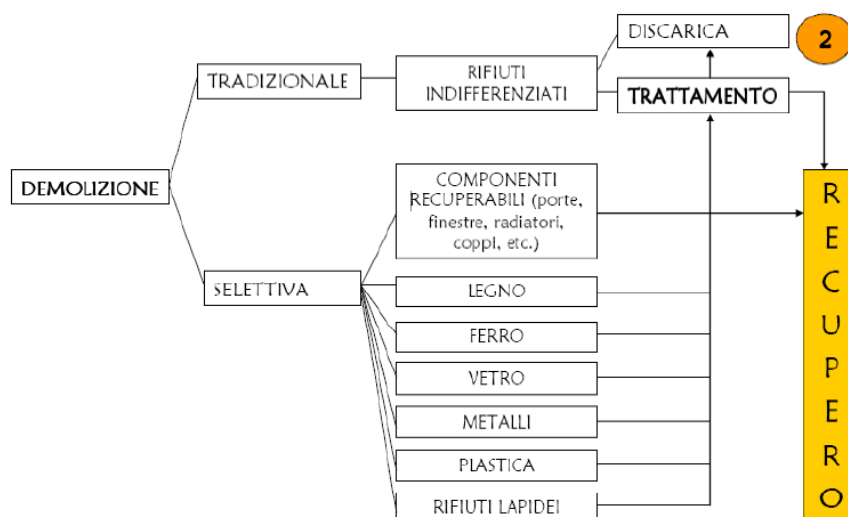 DISCARICA
2
TRADIZIONALE
RIFIUTI
INDIFFERENZIATI
TRATTAMENTO
DEMOLIZIONE
COMPONENTI
RECUPERABILI (porte,
finestre, radiatori,
coppi, etc.)
SELETTIVA
LEGNO
FERRO
VETRO
METALLI
PLASTICA
RIFIUTI LAPIDEI
R
E
C
U
P
E
R
O